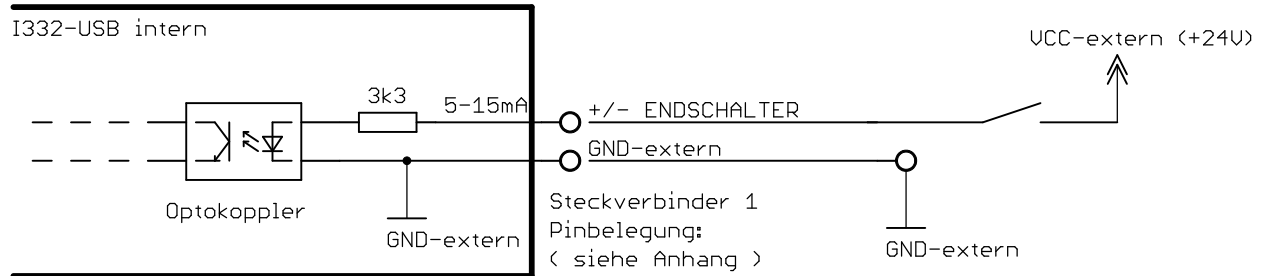 I332-USB intern
VCC-extern (+24V)
3k3
5-15mA
+/- ENDSCHALTER
GND-extern
Optokoppler
GND-extern
Steckverbinder 1
Pinbelegung:
( siehe Anhang )
GND-extern